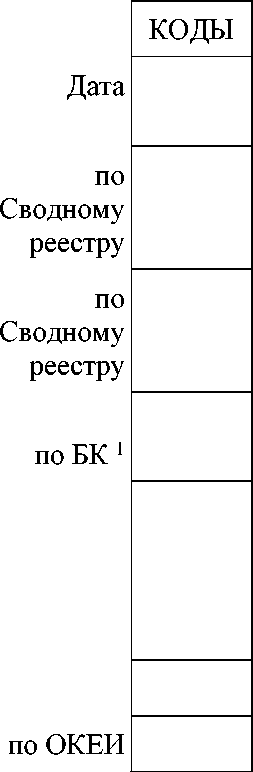 КОДЫ
Дата
по
Сводному
реестру
по
Сводному
реестру
по БК 1
по ОКЕИ